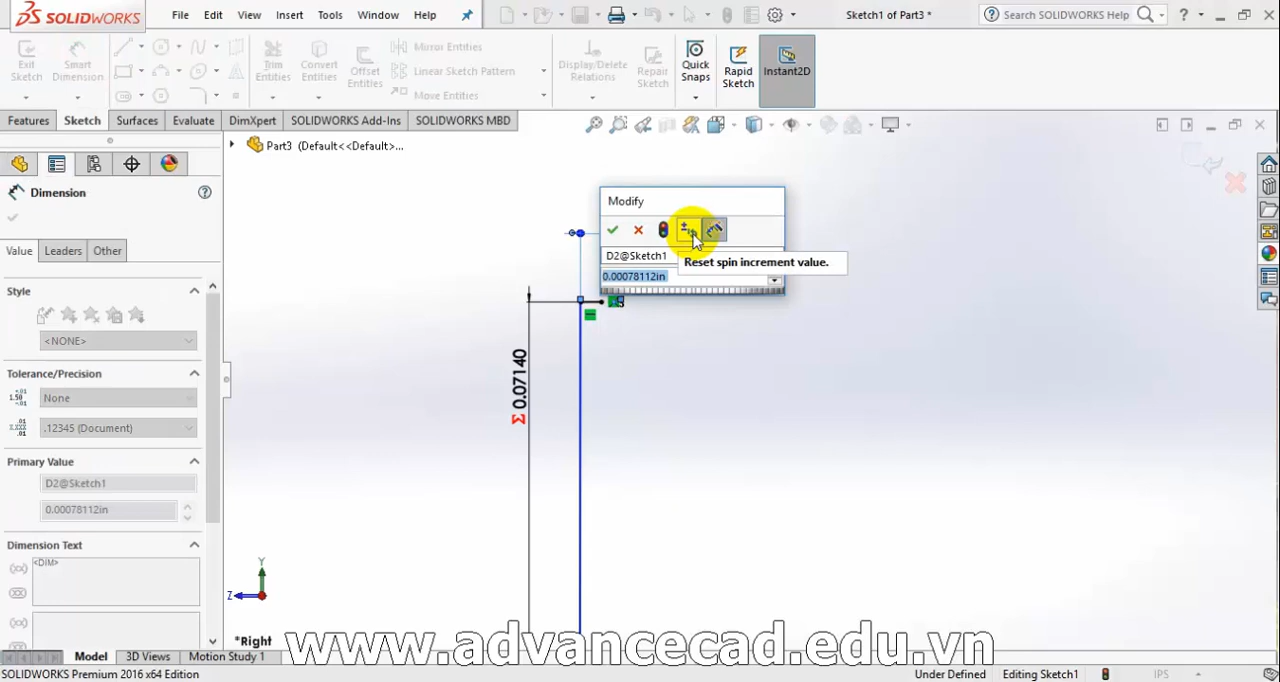 SOLIDWORKS File Edit View Insert Tools Window Help Sketch1 of Part3 * Search SOLIDWORKS Help ?
Exit Sketch
Smart Dimension
Trim Entities
Convert Entities
Offset Entities
Mirror Entities
Linear Sketch Pattern
Move Entities
Display/Delete Relations
Repair Sketch
Quick Snaps
Rapid Sketch
Instant2D
Features Sketch Surfaces Evaluate DimXpert SOLIDWORKS Add-Ins SOLIDWORKS MBD
Part3 (Default<<Default>...
Dimension
Value Leaders Other
Style
<NONE>
Tolerance/Precision
None
.12345 (Document)
Primary Value
D2@Sketch1
0.00078112in
Dimension Text
<DIM>
Modify
D2@Sketch1
Reset spin increment value.
0.00078112in
Σ 0.07140
Y
Z
*Right
www.advancecad.edu.vn
Model 3D Views Motion Study 1
SOLIDWORKS Premium 2016 x64 Edition Under Defined Editing Sketch1 IPS